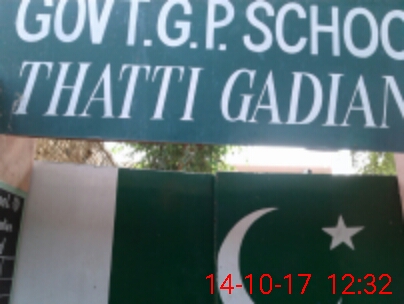 GOVT.G.P. SCHOO
THATTI GADIAN
14-10-17 12:32